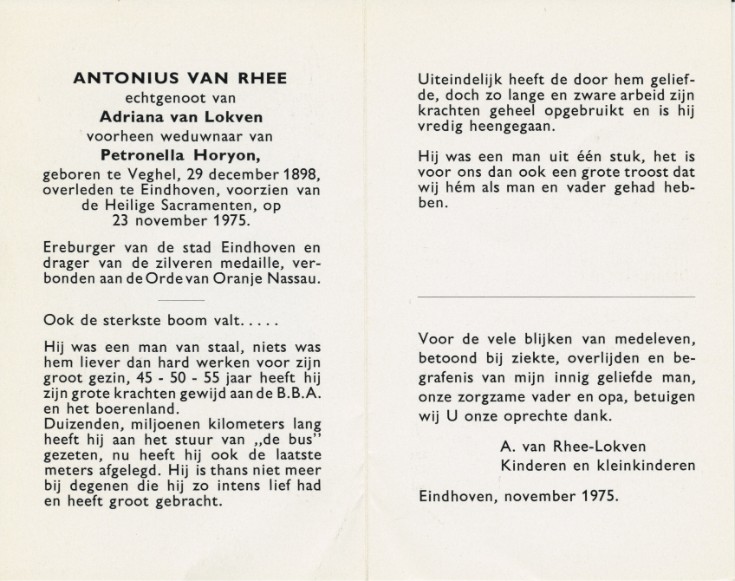 ANTONIUS VAN RHEE
echtgenoot van
Adriana van Lokven
voorheen weduwnaar van
Petronella Horyon,
geboren te Veghel, 29 december 1898,
overleden te Eindhoven, voorzien van
de Heilige Sacramenten, op
23 november 1975.
Ereburger van de stad Eindhoven en
drager van de zilveren medaille, ver-
bonden aan de Orde van Oranje Nassau.
Ook de sterkste boom valt.....
Hij was een man van staal, niets was
hem liever dan hard werken voor zijn
groot gezin, 45 - 50 - 55 jaar heeft hij
zijn grote krachten gewijd aan de B.B.A.
en het boerenland.
Duizenden, miljoenen kilometers lang
heeft hij aan het stuur van „de bus”
gezeten, nu heeft hij ook de laatste
meters afgelegd. Hij is thans niet meer
bij degenen die hij zo intens lief had
en heeft groot gebracht.
Uiteindelijk heeft de door hem gelief-
de, doch zo lange en zware arbeid zijn
krachten geheel opgebruikt en is hij
vredig heengegaan.
Hij was een man uit één stuk, het is
voor ons dan ook een grote troost dat
wij hém als man en vader gehad heb-
ben.
Voor de vele blijken van medeleven,
betoond bij ziekte, overlijden en be-
grafenis van mijn innig geliefde man,
onze zorgzame vader en opa, betuigen
wij U onze oprechte dank.
A. van Rhee-Lokven
Kinderen en kleinkinderen
Eindhoven, november 1975.